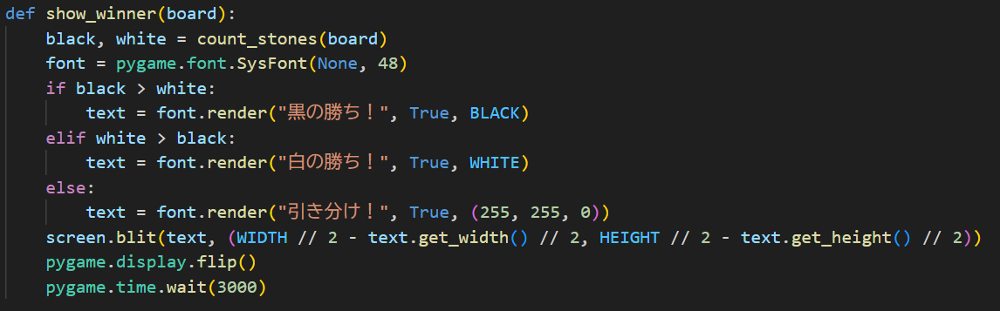 def show_winner(board):
    black, white = count_stones(board)
    font = pygame.font.SysFont(None, 48)
    if black > white:
        text = font.render("黒の勝ち！", True, BLACK)
    elif white > black:
        text = font.render("白の勝ち！", True, WHITE)
    else:
        text = font.render("引き分け！", True, (255, 255, 0))
    screen.blit(text, (WIDTH // 2 - text.get_width() // 2, HEIGHT // 2 - text.get_height() // 2))
    pygame.display.flip()
    pygame.time.wait(3000)